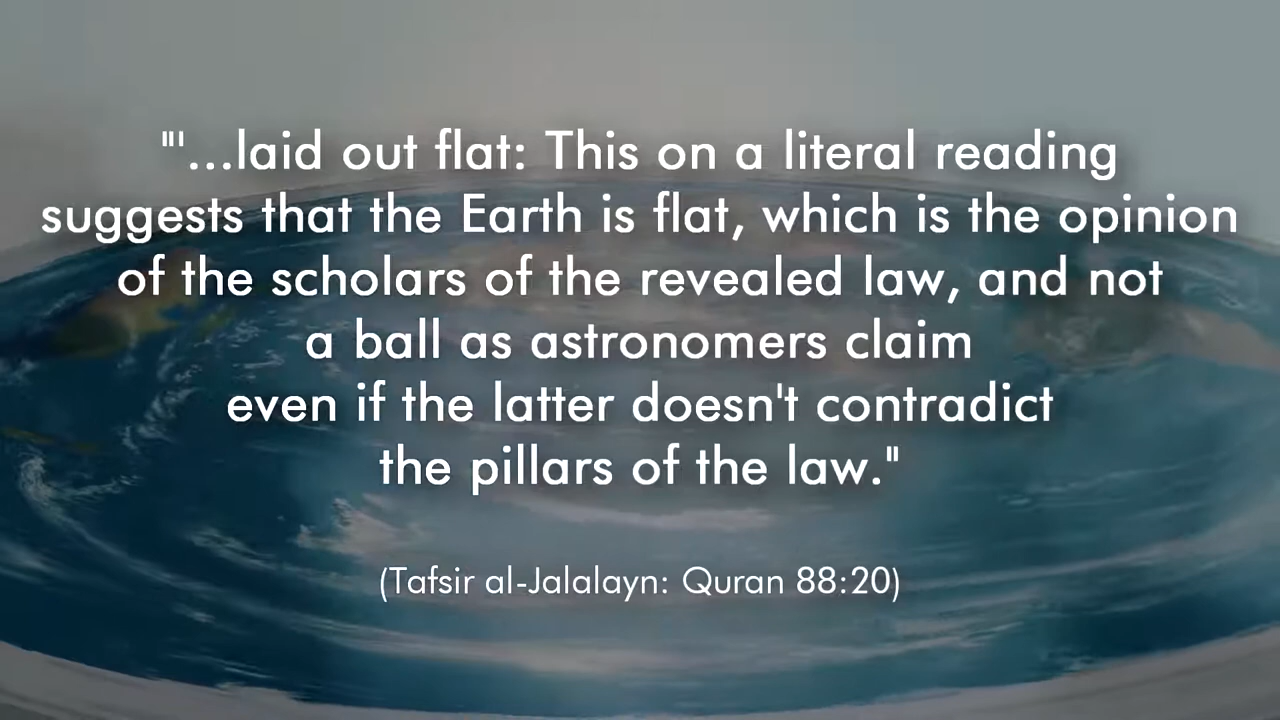 "'...laid out flat: This on a literal reading
suggests that the Earth is flat, which is the opinion
of the scholars of the revealed law, and not
a ball as astronomers claim
even if the latter doesn't contradict
the pillars of the law."
(Tafsir al-Jalalayn: Quran 88:20)